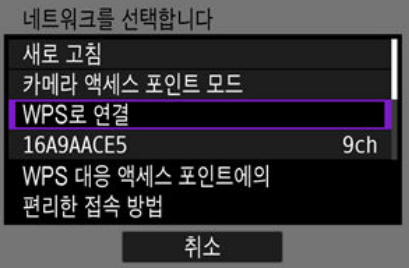 네트워크를 선택합니다
새로 고침
카메라 액세스 포인트 모드
WPS로 연결
16A9AACE5 9ch
WPS 대응 액세스 포인트에의
편리한 접속 방법
취소